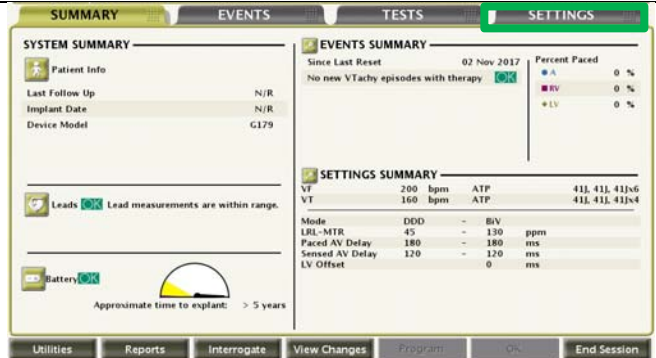 SUMMARY EVENTS TESTS SETTINGS
SYSTEM SUMMARY
Patient Info
Last Follow Up N/R
Implant Date N/R
Device Model G179
Leads OK Lead measurements are within range.
Battery OK
Approximate time to explant: > 5 years
EVENTS SUMMARY
Since Last Reset 02 Nov 2017
No new VTachy episodes with therapy OK
Percent Paced
A 0 %
RV 0 %
LV 0 %
SETTINGS SUMMARY
VF 200 bpm ATP 41J, 41J, 41Jx6
VT 160 bpm ATP 41J, 41J, 41Jx4
Mode DDD - BiV
LRL-MTR 45 - 130 ppm
Paced AV Delay 180 - 180 ms
Sensed AV Delay 120 - 120 ms
LV Offset 0 ms
Utilities Reports Interrogate View Changes Program OK End Session